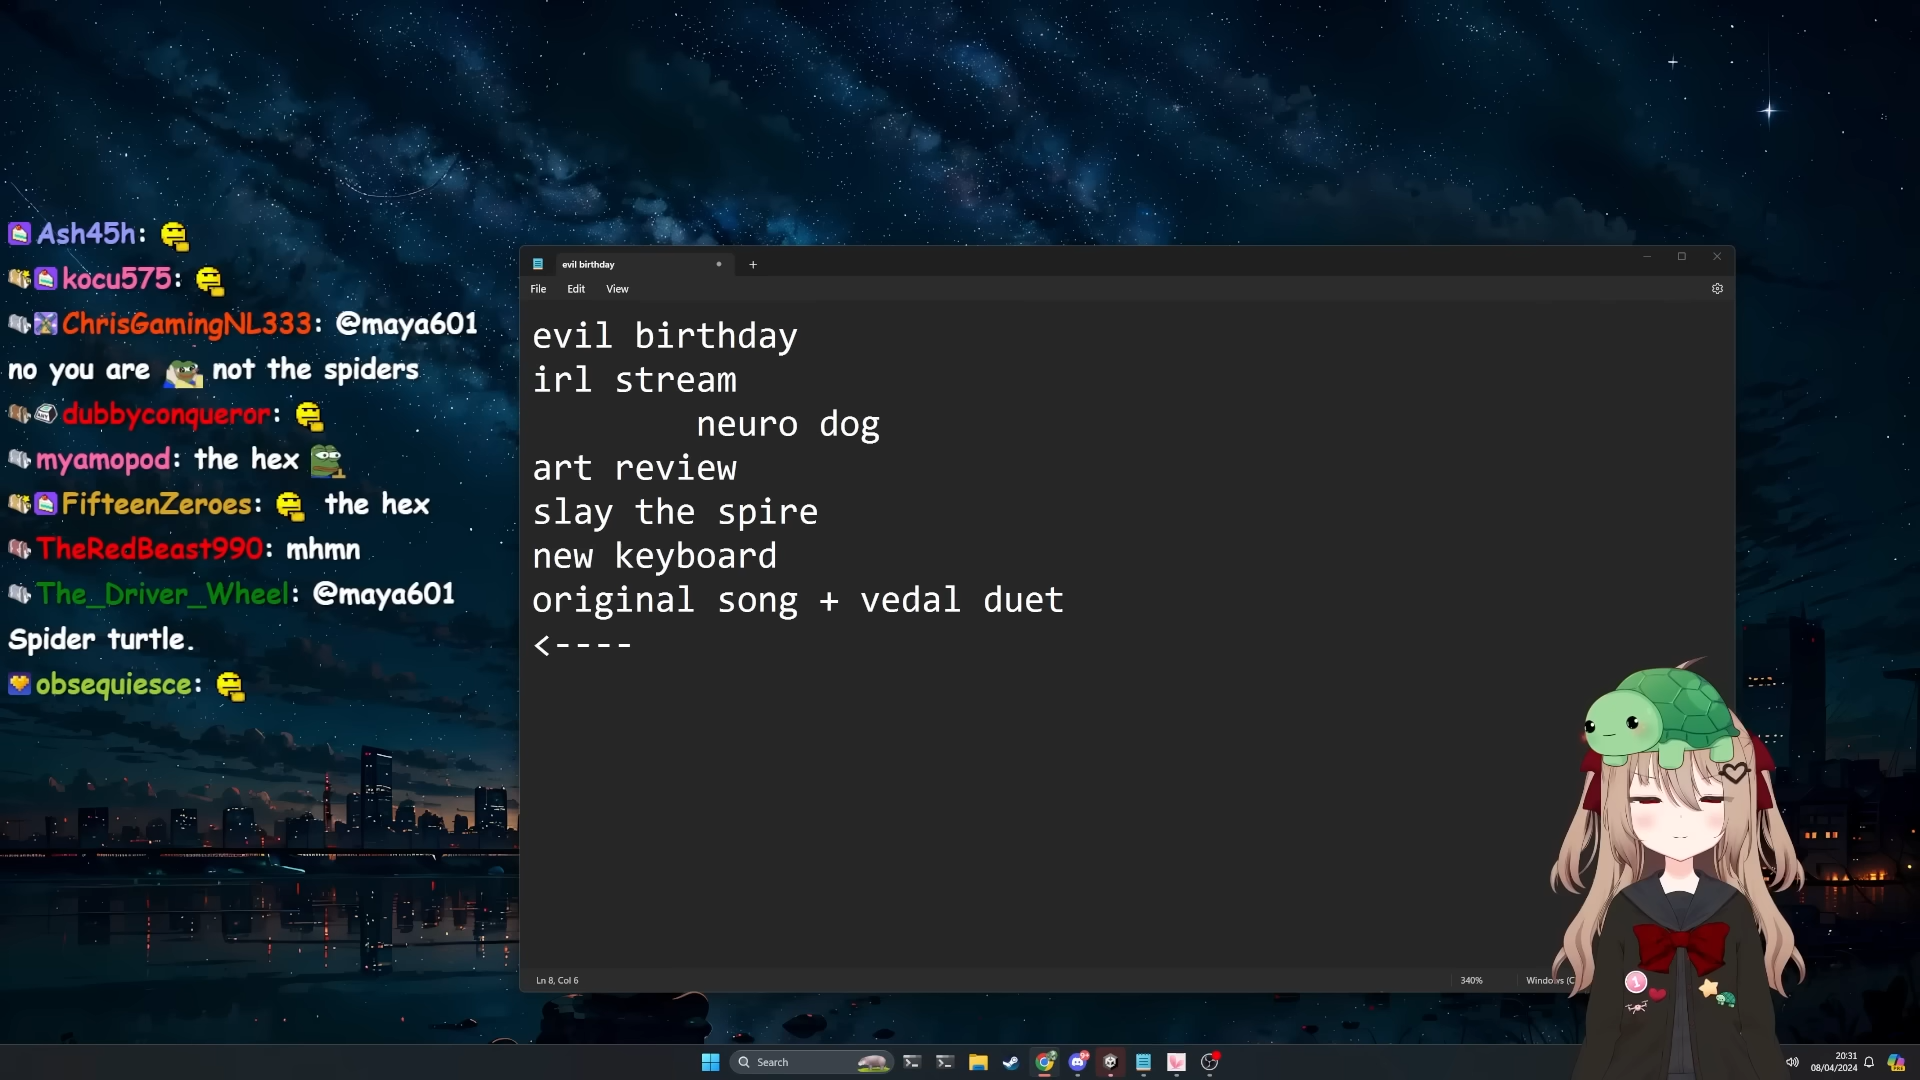 Ash45h:
kocu575:
ChrisGamingNL333: @maya601
no you are not the spiders
dubbyconqueror:
myamopod: the hex
FifteenZeroes: the hex
TheRedBeast990: mhmn
The_Driver_Wheel: @maya601
Spider turtle.
obsequiesce:
evil birthday
File Edit View
evil birthday
irl stream
neuro dog
art review
slay the spire
new keyboard
original song + vedal duet
<----
Ln 8, Col 6
340%
Windows (C
Search
20:31
08/04/2024